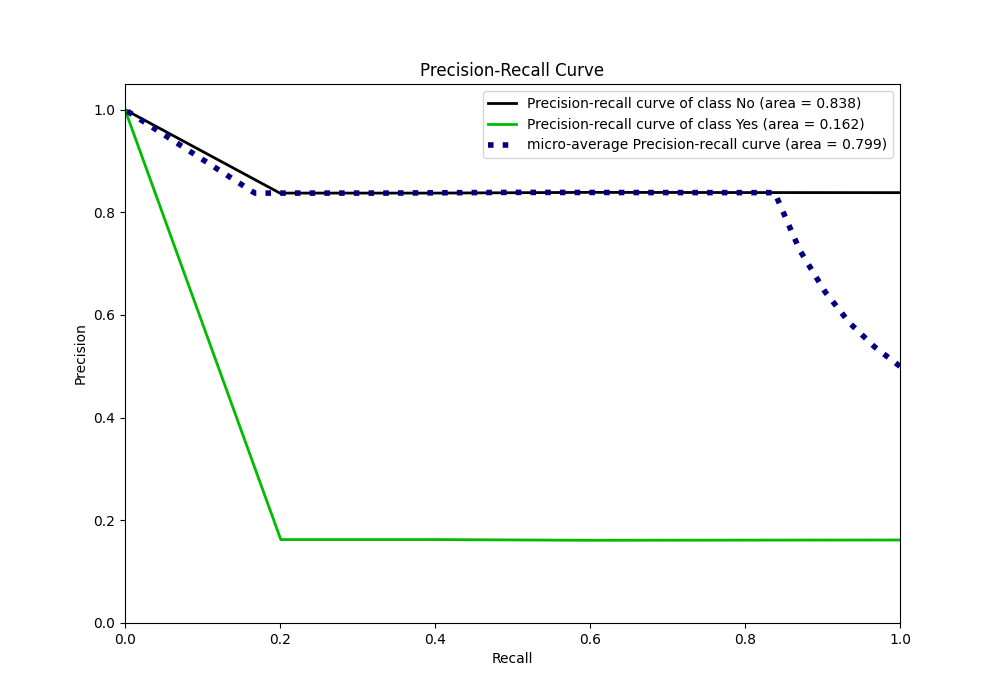 Precision-Recall Curve
Precision-recall curve of class No (area = 0.838)
Precision-recall curve of class Yes (area = 0.162)
micro-average Precision-recall curve (area = 0.799)
1.0
0.8
0.6
0.4
0.2
0.0
Precision
0.0 0.2 0.4 0.6 0.8 1.0
Recall